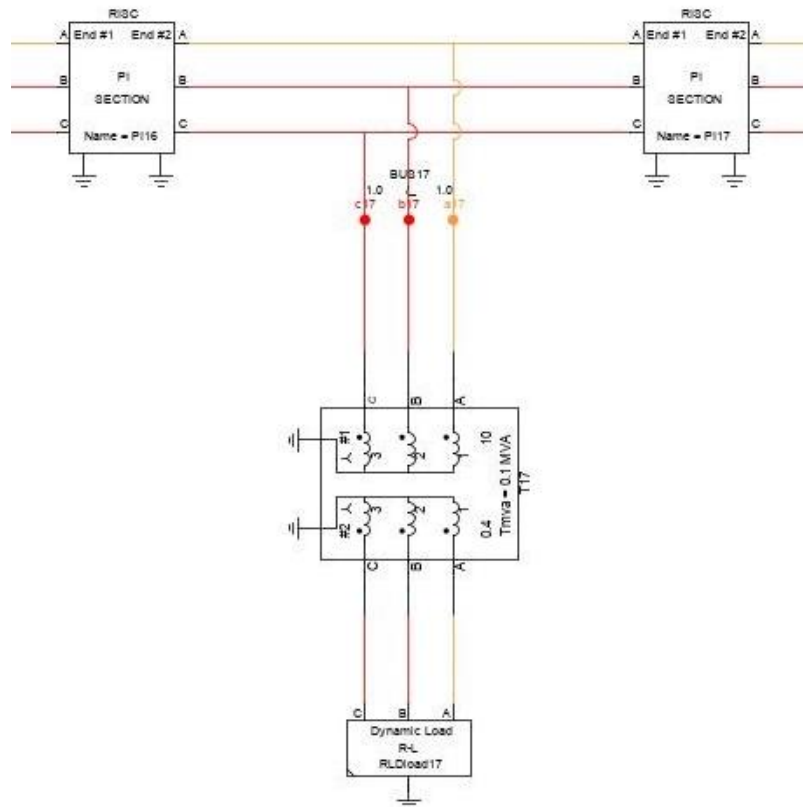 RISC
RISC
A End #1 End #2 A
A End #1 End #2 A
B PI B
B PI B
SECTION
SECTION
C Name = PI16 C
C Name = PI17 C
BUS17
1.0 1.0
c17 b17 a17
C B A
#1 3 2 1 10
Tmva = 0.1 MVA
T17
#2 3 2 1 0.4
C B A
C B A
Dynamic Load
R-L
RLDload17